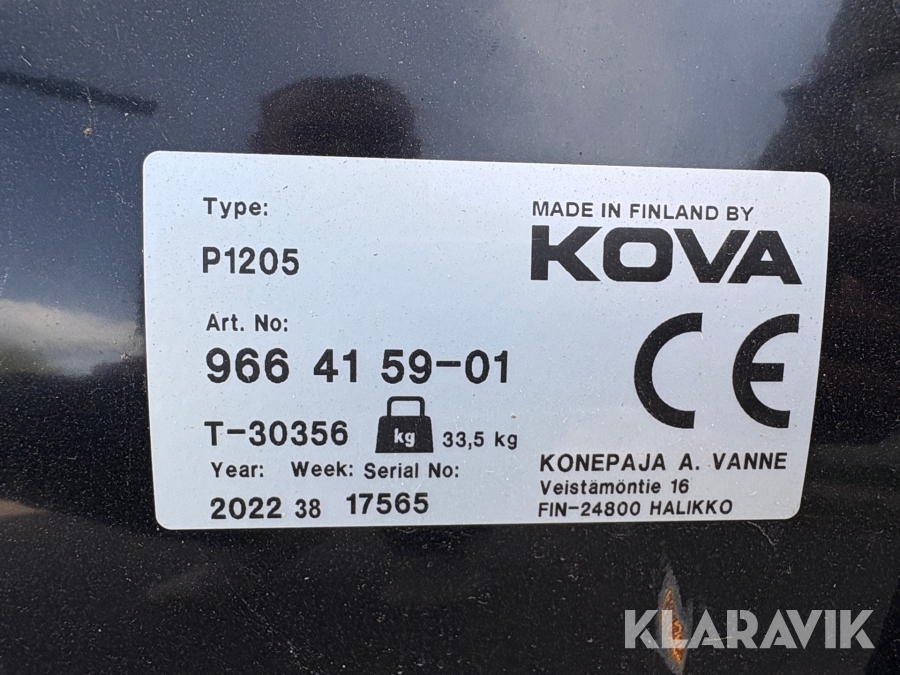 Type:
P1205
Art. No:
966 41 59-01
T-30356 kg 33,5 kg
Year: Week: Serial No:
2022 38 17565
MADE IN FINLAND BY
KOVA
CE
KONEPAJA A. VANNE
Veistämöntie 16
FIN-24800 HALIKKO
KLARAVIK